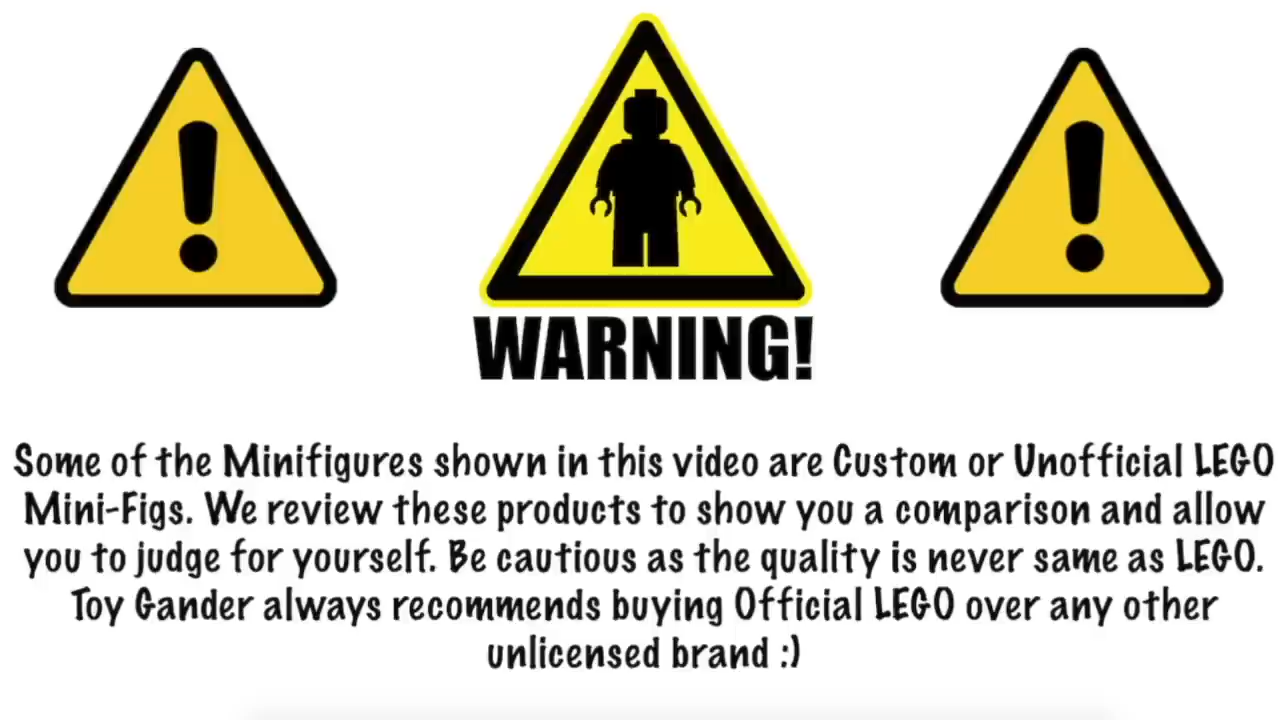 WARNING!
Some of the Minifigures shown in this video are Custom or Unofficial LEGO
Mini-Figs. We review these products to show you a comparison and allow
you to judge for yourself. Be cautious as the quality is never same as LEGO.
Toy Gander always recommends buying Official LEGO over any other
unlicensed brand :)